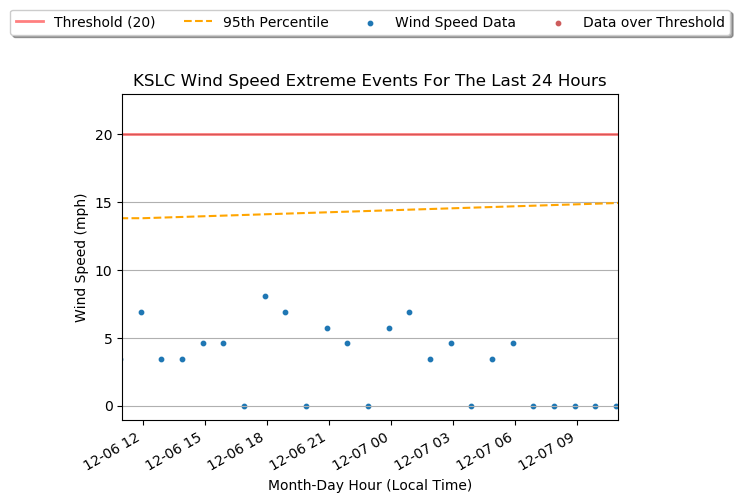 Threshold (20) 95th Percentile Wind Speed Data Data over Threshold
KSLC Wind Speed Extreme Events For The Last 24 Hours
20
15
10
5
0
Wind Speed (mph)
12-06 12 12-06 15 12-06 18 12-06 21 12-07 00 12-07 03 12-07 06 12-07 09
Month-Day Hour (Local Time)